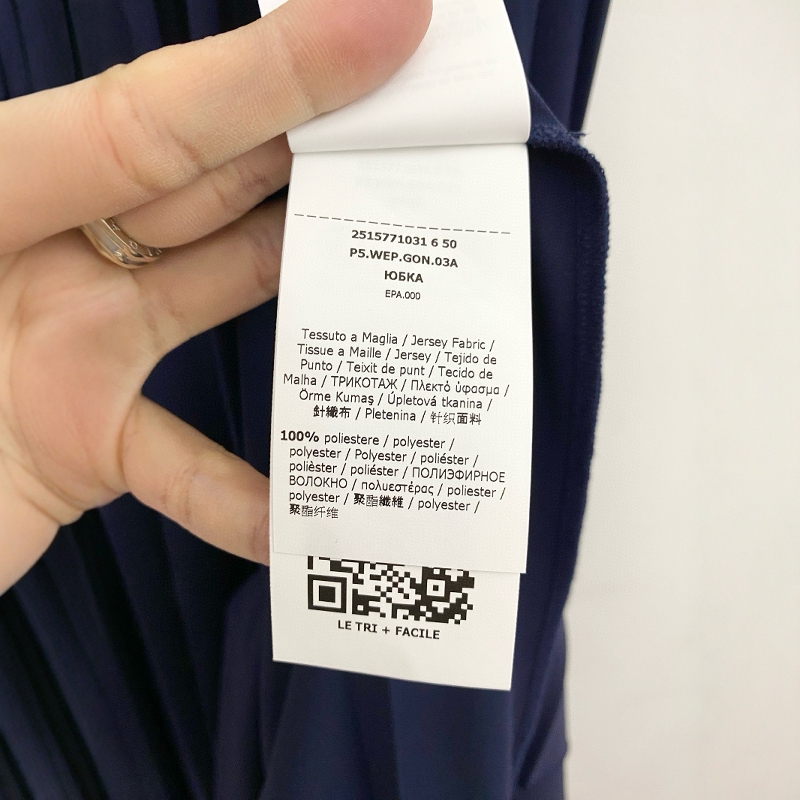 2515771031 6 50
P5.WEP.GON.03A
ЮБКА
EPA.000
Tessuto a Maglia / Jersey Fabric /
Tissue a Maille / Jersey / Tejido de
Punto / Teixit de punt / Tecido de
Malha / ТРИКОТАЖ / Πλεκτό ύφασμα /
Örme Kumaş / Úpletová tkanina /
針織布 / Pletenina / 针织面料
100% poliestere / polyester /
polyester / Polyester / poliéster /
polièster / poliéster / ПОЛИЭФИРНОЕ
ВОЛОКНО / πολυεστέρας / poliester /
polyester / 聚酯纖維 / polyester /
聚酯纤维
LE TRI + FACILE